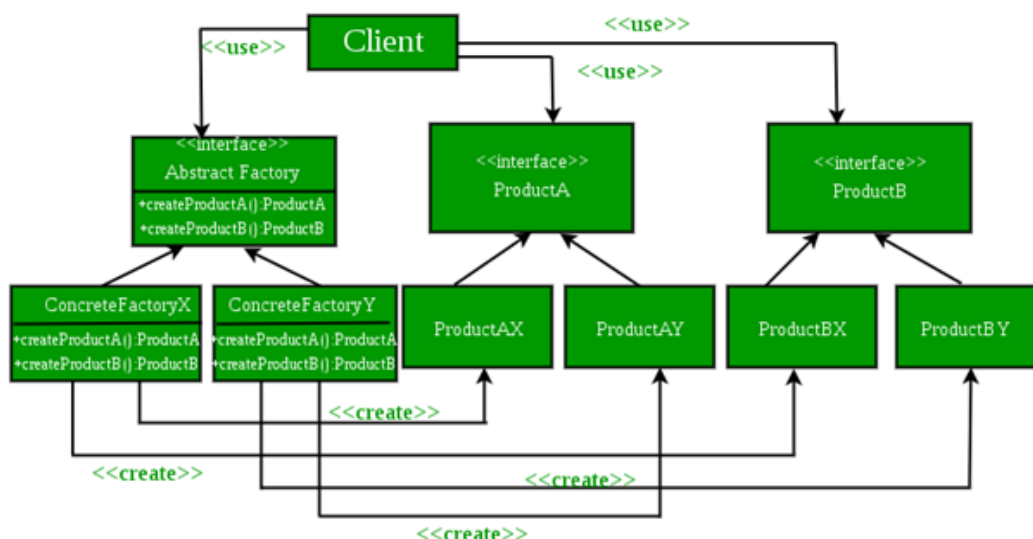 Client
<<use>>
<<use>>
<<use>>
<<interface>>
Abstract Factory
+createProductA():ProductA
+createProductB():ProductB
<<interface>>
ProductA
<<interface>>
ProductB
ConcreteFactoryX
+createProductA():ProductA
+createProductB():ProductB
ConcreteFactoryY
+createProductA():ProductA
+createProductB():ProductB
ProductAX
ProductAY
ProductBX
ProductBY
<<create>>
<<create>>
<<create>>
<<create>>